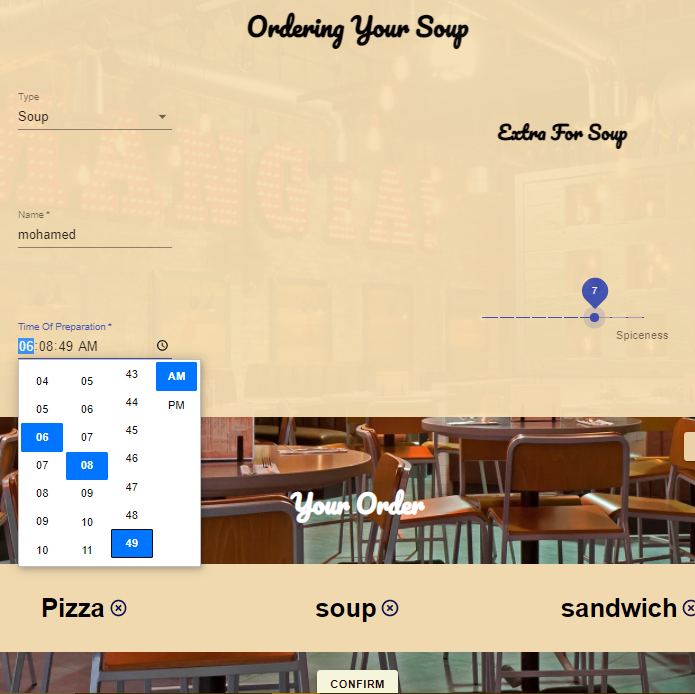 Ordering Your Soup
Type
Soup
Extra For Soup
Name *
mohamed
7
Spiceness
Time Of Preparation *
06:08:49 AM
04 05 43 AM
05 06 44 PM
06 07 45
07 08 46
08 09 47
09 10 48
10 11 49
MANGIA
Your Order
Pizza
soup
sandwich
CONFIRM